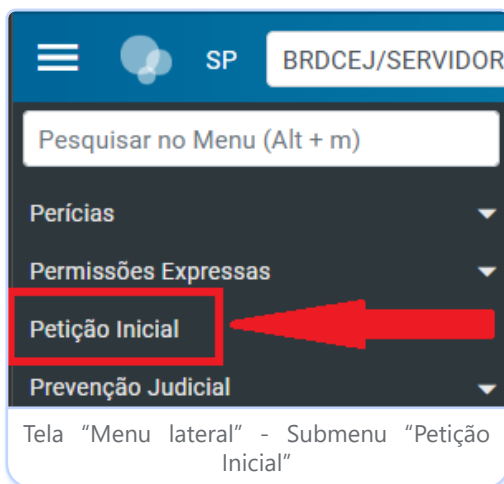 SP BRDCEJ/SERVIDOR
Pesquisar no Menu (Alt + m)
Perícias
Permissões Expressas
Petição Inicial
Prevenção Judicial
Tela “Menu lateral” - Submenu “Petição
Inicial”